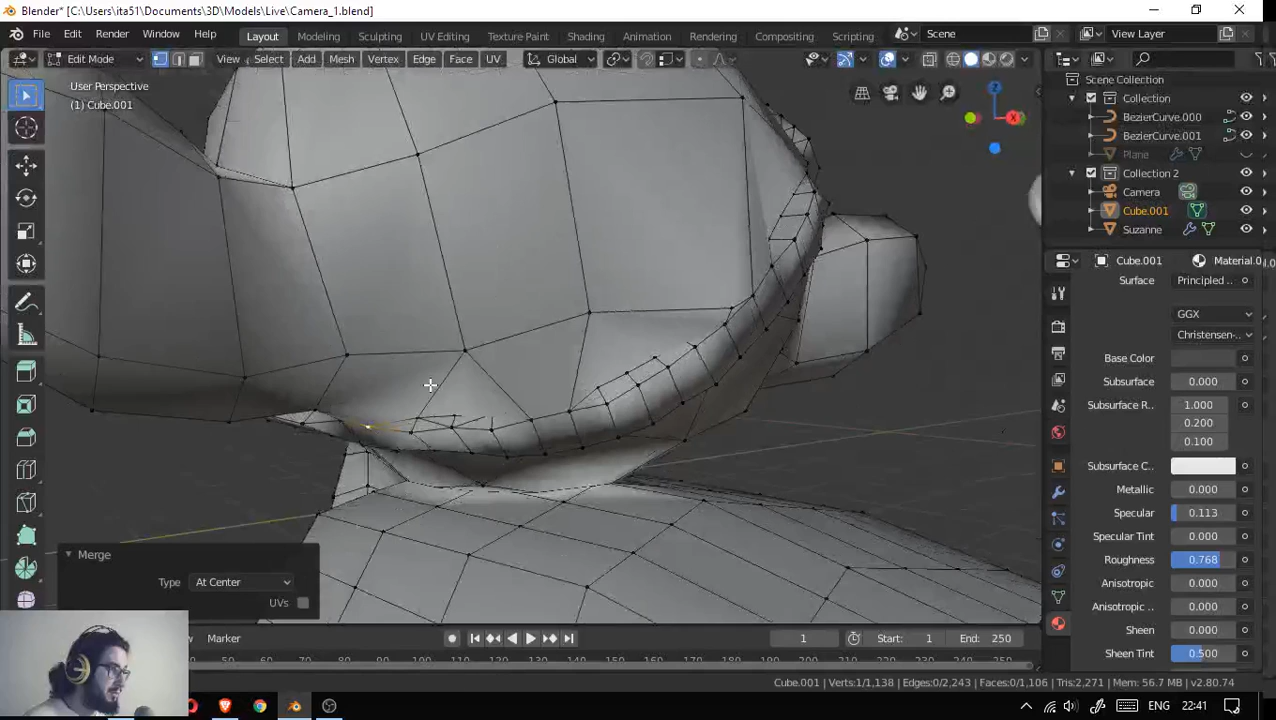 Blender* [C:\Users\ita51\Documents\3D\Models\Live\Camera_1.blend]
File Edit Render Window Help Layout Modeling Sculpting UV Editing Texture Paint Shading Animation Rendering Compositing Scripting Scene View Layer
Edit Mode View Select Add Mesh Vertex Edge Face UV Global
User Perspective
(1) Cube.001
Z
X
Scene Collection
Collection
BezierCurve.000
BezierCurve.001
Plane
Collection 2
Camera
Cube.001
Suzanne
Cube.001 Material.0
Surface Principled ..
GGX
Christensen-..
Base Color
Subsurface 0.000
Subsurface R.. 1.000
0.200
0.100
Subsurface C..
Metallic 0.000
Specular 0.113
Specular Tint 0.000
Roughness 0.768
Anisotropic 0.000
Anisotropic .. 0.000
Sheen 0.000
Sheen Tint 0.500
Merge
Type At Center
UVs
Marker
1 Start: 1 End: 250
Cube.001 | Verts:1/1,138 | Edges:0/2,243 | Faces:0/1,106 | Tris:2,271 | Mem: 56.7 MB | v2.80.74
ENG 22:41